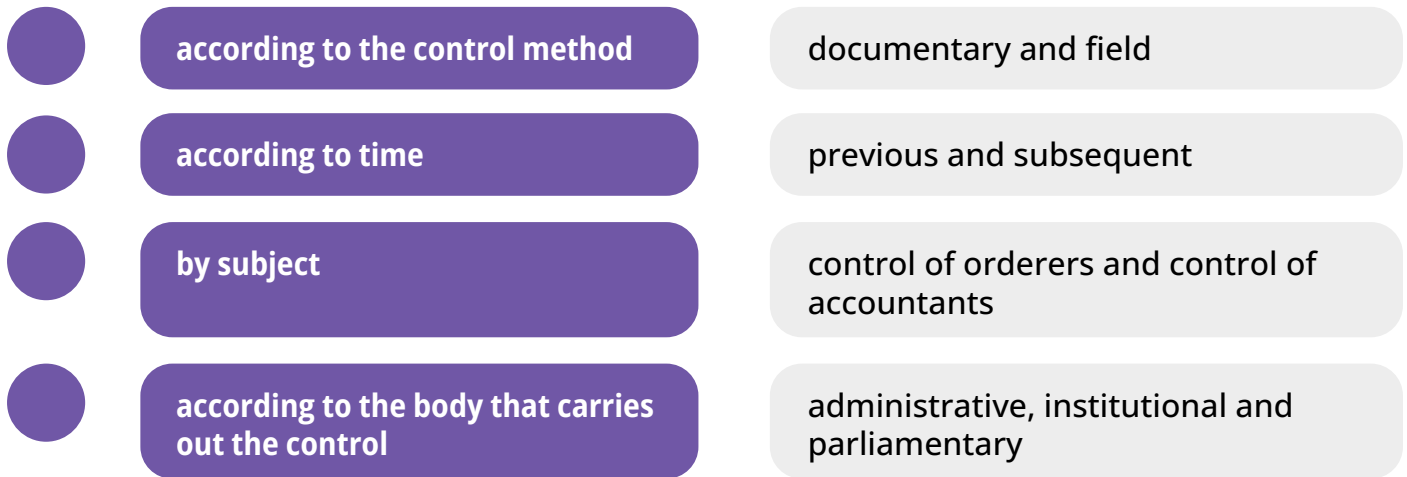 according to the control method
documentary and field
according to time
previous and subsequent
by subject
control of orderers and control of
accountants
according to the body that carries
out the control
administrative, institutional and
parliamentary